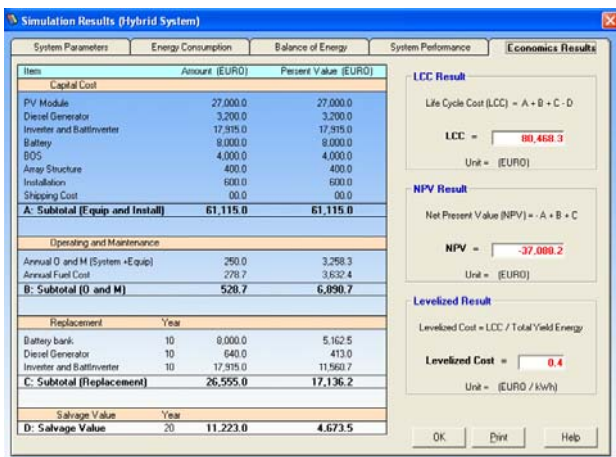 Simulation Results (Hybrid System)
System Parameters Energy Consumption Balance of Energy System Performance Economics Results
Item Amount (EURO) Persent Value (EURO)
Capital Cost
PV Module 27,000.0 27,000.0
Diesel Generator 3,200.0 3,200.0
Inverter and BattInverter 17,915.0 17,915.0
Battery 8,000.0 8,000.0
BOS 4,000.0 4,000.0
Array Structure 400.0 400.0
Installation 600.0 600.0
Shipping Cost 00.0 00.0
A: Subtotal (Equip and Install) 61,115.0 61,115.0
Operating and Maintenance
Annual O and M (System +Equip) 250.0 3,258.3
Annual Fuel Cost 278.7 3,632.4
B: Subtotal (O and M) 528.7 6,890.7
Replacement Year
Battery bank 10 8,000.0 5,162.5
Diesel Generator 10 640.0 413.0
Inverter and BattInverter 10 17,915.0 11,560.7
C: Subtotal (Replacement) 26,555.0 17,136.2
Salvage Value Year
D: Salvage Value 20 11,223.0 4,673.5
LCC Result
Life Cycle Cost (LCC) = A + B + C - D
LCC = 80,468.3
Unit = (EURO)
NPV Result
Net Present Value (NPV) = - A + B + C
NPV = -37,088.2
Unit = (EURO)
Levelized Result
Levelized Cost = LCC / Total Yield Energy
Levelized Cost = 0.4
Unit = (EURO / kWh)
OK Print Help